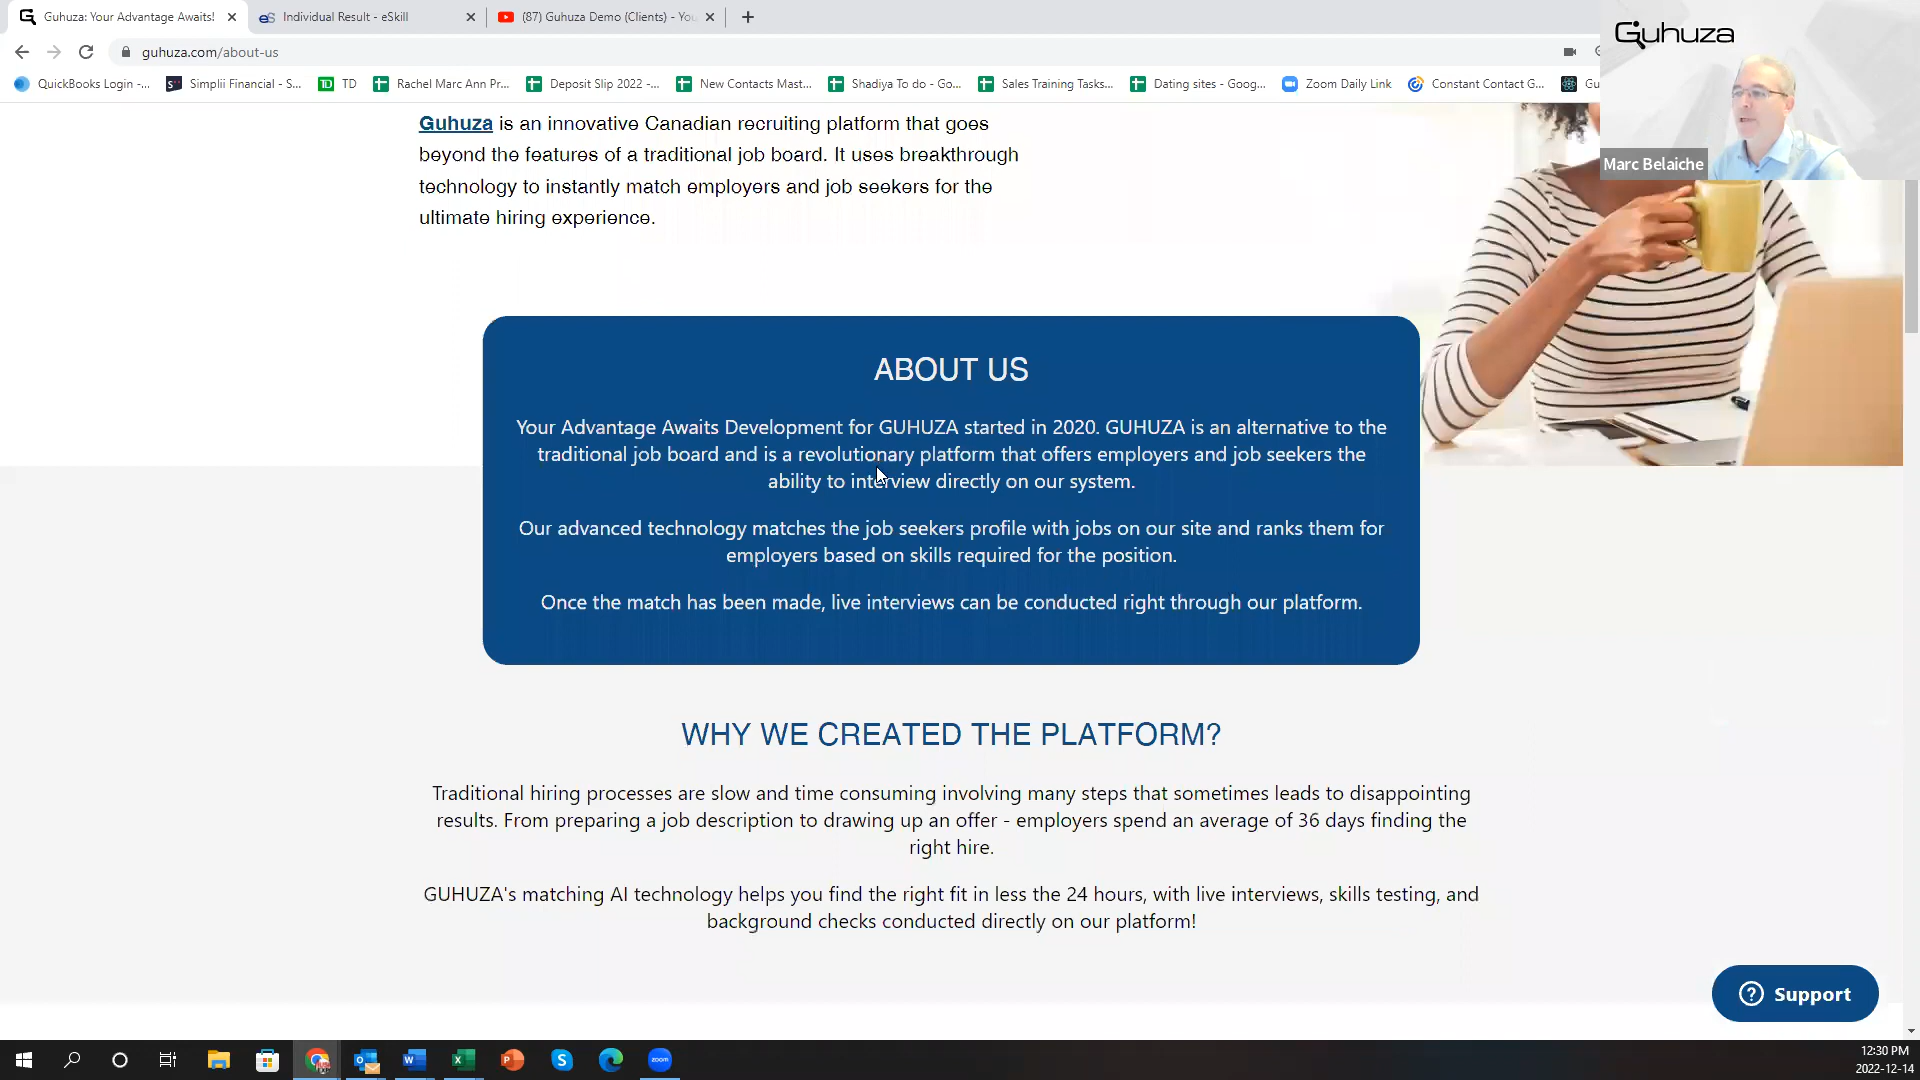 Guhuza: Your Advantage Awaits!
Individual Result - eSkill
(87) Guhuza Demo (Clients) - You
guhuza.com/about-us
QuickBooks Login -...
Simplii Financial - S...
TD
Rachel Marc Ann Pr...
Deposit Slip 2022 -...
New Contacts Mast...
Shadiya To do - Go...
Sales Training Tasks...
Dating sites - Goog...
Zoom Daily Link
Constant Contact G...
Gu
Guhuza
Marc Belaiche
Guhuza is an innovative Canadian recruiting platform that goes
beyond the features of a traditional job board. It uses breakthrough
technology to instantly match employers and job seekers for the
ultimate hiring experience.
ABOUT US
Your Advantage Awaits Development for GUHUZA started in 2020. GUHUZA is an alternative to the
traditional job board and is a revolutionary platform that offers employers and job seekers the
ability to interview directly on our system.
Our advanced technology matches the job seekers profile with jobs on our site and ranks them for
employers based on skills required for the position.
Once the match has been made, live interviews can be conducted right through our platform.
WHY WE CREATED THE PLATFORM?
Traditional hiring processes are slow and time consuming involving many steps that sometimes leads to disappointing
results. From preparing a job description to drawing up an offer - employers spend an average of 36 days finding the
right hire.
GUHUZA's matching AI technology helps you find the right fit in less the 24 hours, with live interviews, skills testing, and
background checks conducted directly on our platform!
Support
zoom
12:30 PM
2022-12-14